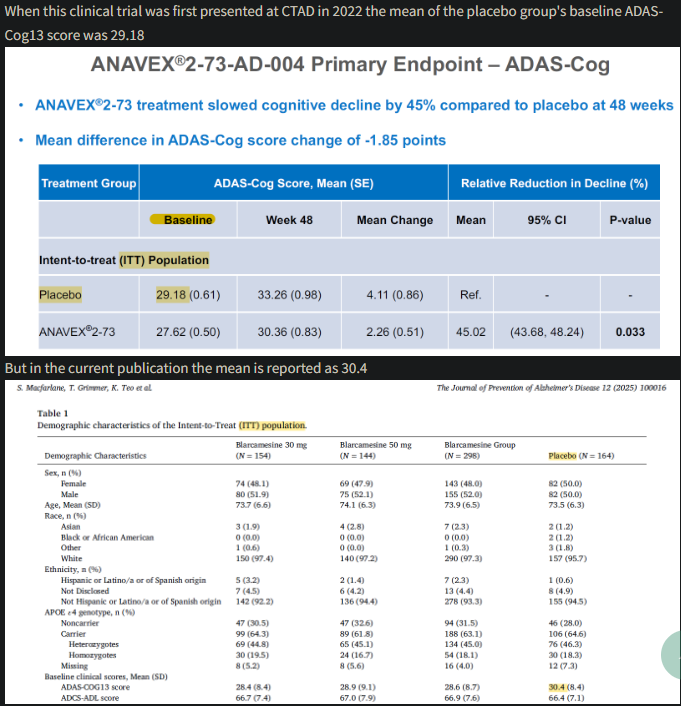 When this clinical trial was first presented at CTAD in 2022 the mean of the placebo group's baseline ADAS-
Cog13 score was 29.18
ANAVEX®2-73-AD-004 Primary Endpoint – ADAS-Cog
• ANAVEX®2-73 treatment slowed cognitive decline by 45% compared to placebo at 48 weeks
• Mean difference in ADAS-Cog score change of -1.85 points
Treatment Group ADAS-Cog Score, Mean (SE) Relative Reduction in Decline (%)
Baseline Week 48 Mean Change Mean 95% CI P-value
Intent-to-treat (ITT) Population
Placebo 29.18 (0.61) 33.26 (0.98) 4.11 (0.86) Ref. - -
ANAVEX®2-73 27.62 (0.50) 30.36 (0.83) 2.26 (0.51) 45.02 (43.68, 48.24) 0.033
But in the current publication the mean is reported as 30.4
S. Macfarlane, T. Grimmer, K. Teo et al. The Journal of Prevention of Alzheimer's Disease 12 (2025) 100016
Table 1
Demographic characteristics of the Intent-to-Treat (ITT) population.
Demographic Characteristics Blarcamesine 30 mg (N = 154) Blarcamesine 50 mg (N = 144) Blarcamesine Group (N = 298) Placebo (N = 164)
Sex, n (%)
Female 74 (48.1) 69 (47.9) 143 (48.0) 82 (50.0)
Male 80 (51.9) 75 (52.1) 155 (52.0) 82 (50.0)
Age, Mean (SD) 73.7 (6.6) 74.1 (6.3) 73.9 (6.5) 73.5 (6.3)
Race, n (%)
Asian 3 (1.9) 4 (2.8) 7 (2.3) 2 (1.2)
Black or African American 0 (0.0) 0 (0.0) 0 (0.0) 2 (1.2)
Other 1 (0.6) 0 (0.0) 1 (0.3) 3 (1.8)
White 150 (97.4) 140 (97.2) 290 (97.3) 157 (95.7)
Ethnicity, n (%)
Hispanic or Latino/a or of Spanish origin 5 (3.2) 2 (1.4) 7 (2.3) 1 (0.6)
Not Disclosed 7 (4.5) 6 (4.2) 13 (4.4) 8 (4.9)
Not Hispanic or Latino/a or of Spanish origin 142 (92.2) 136 (94.4) 278 (93.3) 155 (94.5)
APOE ε4 genotype, n (%)
Noncarrier 47 (30.5) 47 (32.6) 94 (31.5) 46 (28.0)
Carrier 99 (64.3) 89 (61.8) 188 (63.1) 106 (64.6)
Heterozygotes 69 (44.8) 65 (45.1) 134 (45.0) 76 (46.3)
Homozygotes 30 (19.5) 24 (16.7) 54 (18.1) 30 (18.3)
Missing 8 (5.2) 8 (5.6) 16 (4.0) 12 (7.3)
Baseline clinical scores, Mean (SD)
ADAS-COG13 score 28.4 (8.4) 28.9 (9.1) 28.6 (8.7) 30.4 (8.4)
ADCS-ADL score 66.7 (7.4) 67.0 (7.9) 66.9 (7.6) 66.4 (7.1)